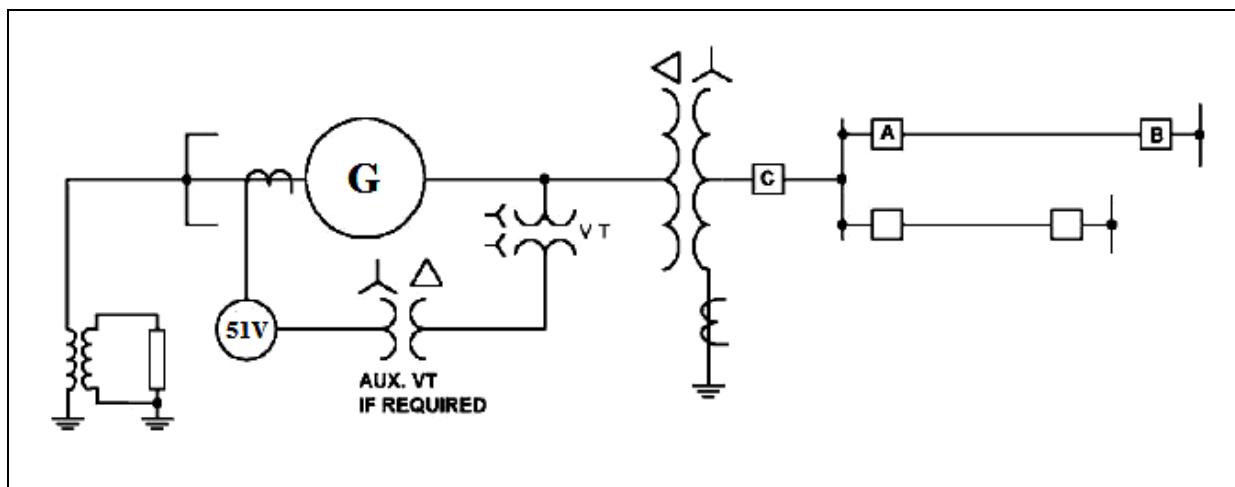 G
VT
C
A
B
51V
AUX. VT
IF REQUIRED